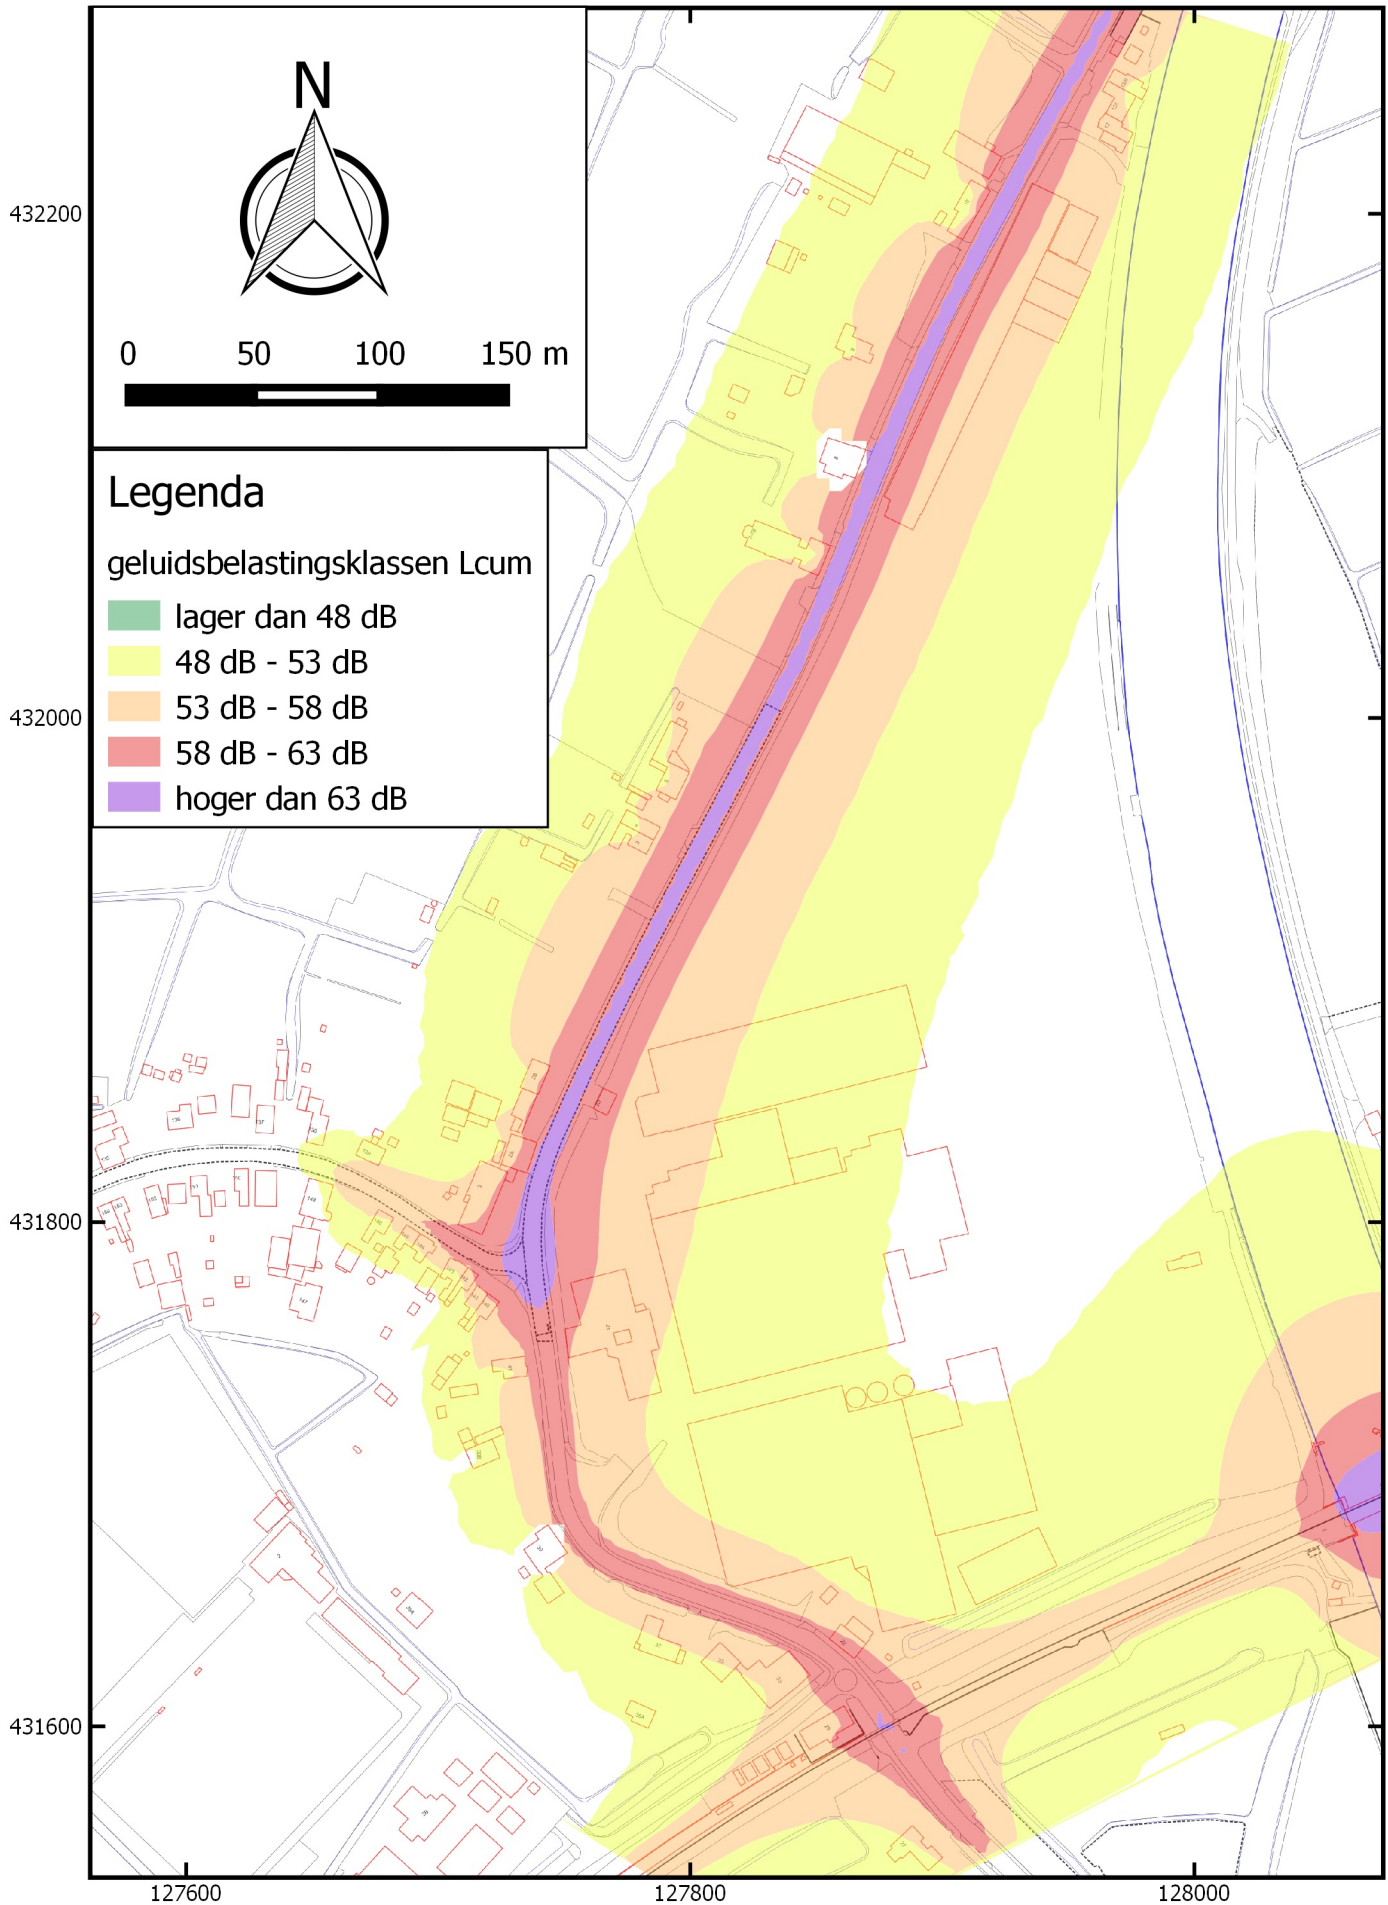 N
0 50 100 150 m
Legenda
geluidsbelastingsklassen Lcum
lager dan 48 dB
48 dB - 53 dB
53 dB - 58 dB
58 dB - 63 dB
hoger dan 63 dB
432200
432000
431800
431600
127600 127800 128000